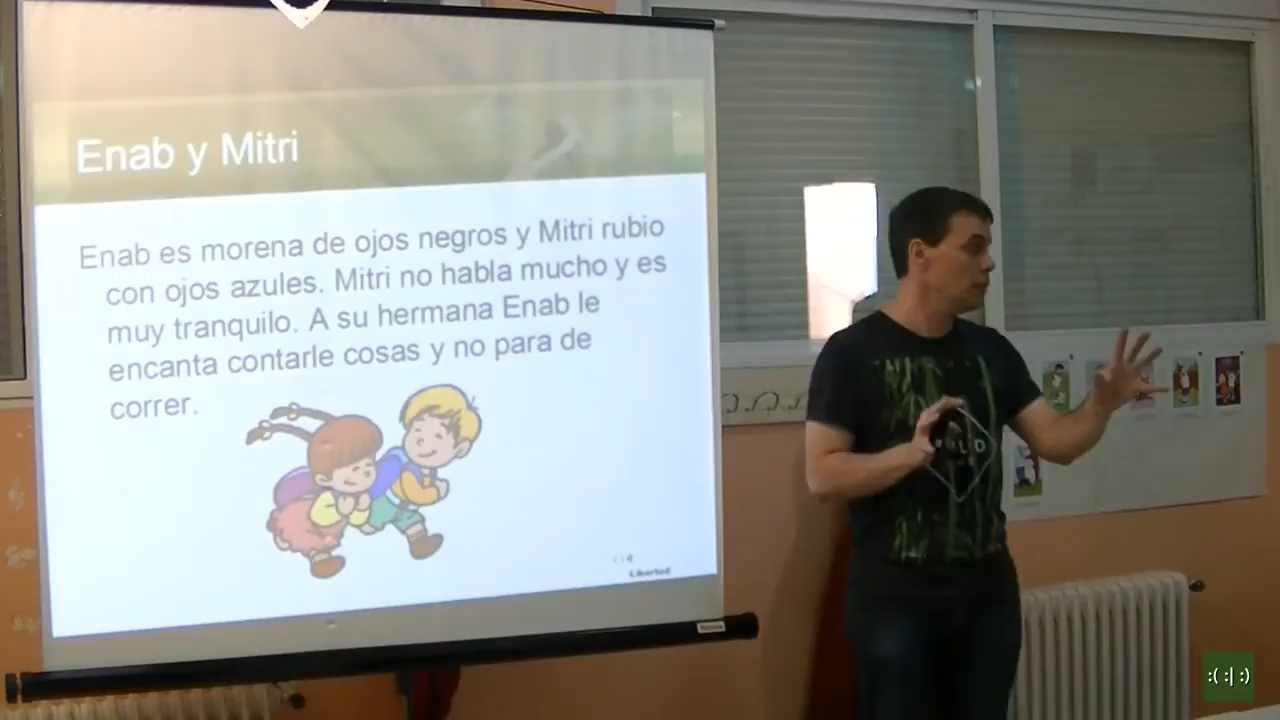 Enab y Mitri
Enab es morena de ojos negros y Mitri rubio
con ojos azules. Mitri no habla mucho y es
muy tranquilo. A su hermana Enab le
encanta contarle cosas y no para de
correr.
Libertad
:( :| :)